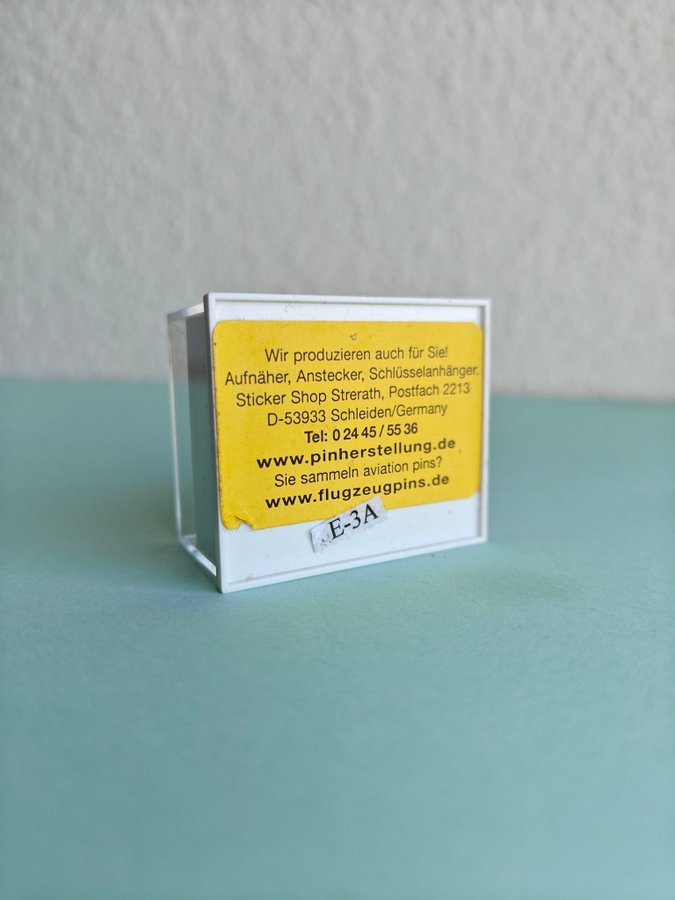 Wir produzieren auch für Sie!
Aufnäher, Anstecker, Schlüsselanhänger.
Sticker Shop Strerath, Postfach 2213
D-53933 Schleiden/Germany
Tel: 0 24 45 / 55 36
www.pinherstellung.de
Sie sammeln aviation pins?
www.flugzeugpins.de
E-3A